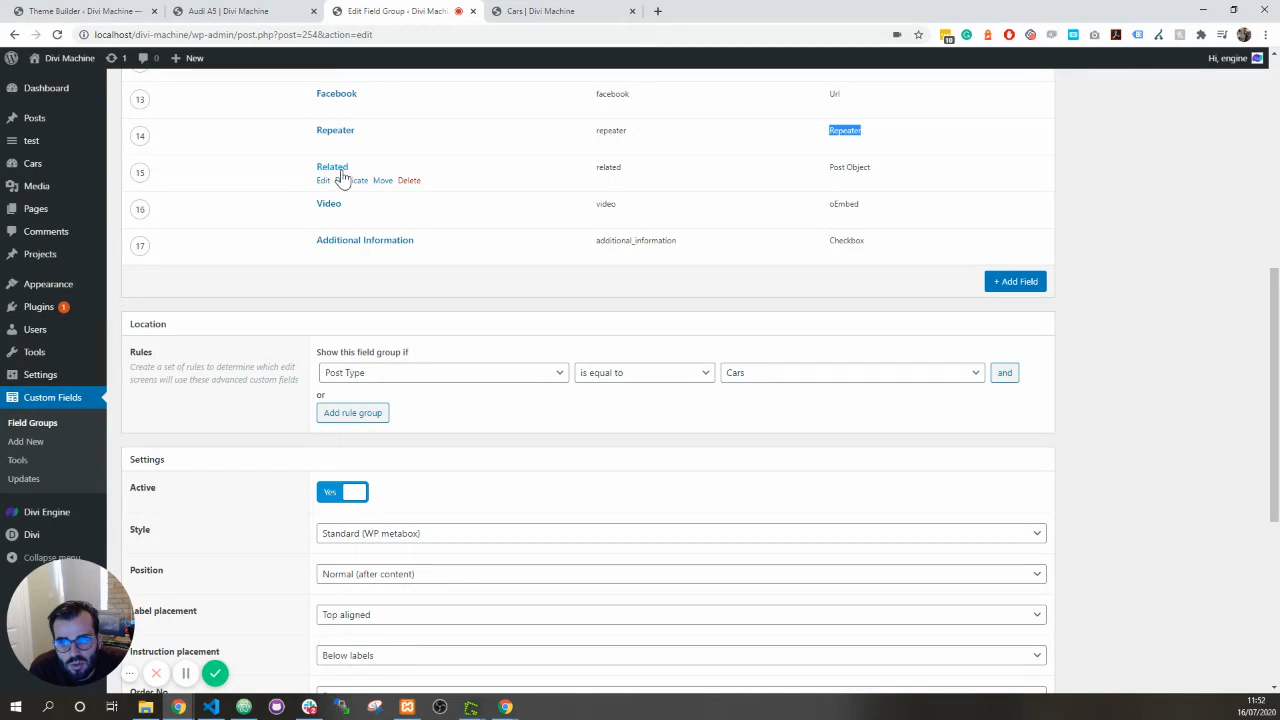 Theme Builder ‹ Divi Machine —
Audi A5 | Divi Machine
Edit Field Group ‹ Divi Machin
Cars | Divi Machine
localhost/divi-machine/wp-admin/post.php?post=254&action=edit
10
Divi Machine
1
0
New
Hi, engine
Dashboard
Posts
test
Cars
Media
Pages
Comments
Projects
Appearance
Plugins 1
Users
Tools
Settings
Custom Fields
Field Groups
Add New
Tools
Updates
Divi Engine
Divi
Collapse menu
13 Facebook facebook Url
14 Repeater repeater Repeater
15 Related related Post Object
Edit Move Delete
16 Video video oEmbed
17 Additional Information additional_information Checkbox
+ Add Field
Location
Rules
Create a set of rules to determine which edit
screens will use these advanced custom fields
Show this field group if
Post Type is equal to Cars and
or
Add rule group
Settings
Active Yes
Style Standard (WP metabox)
Position Normal (after content)
Label placement Top aligned
Instruction placement Below labels
Order No.
11:52
16/07/2020